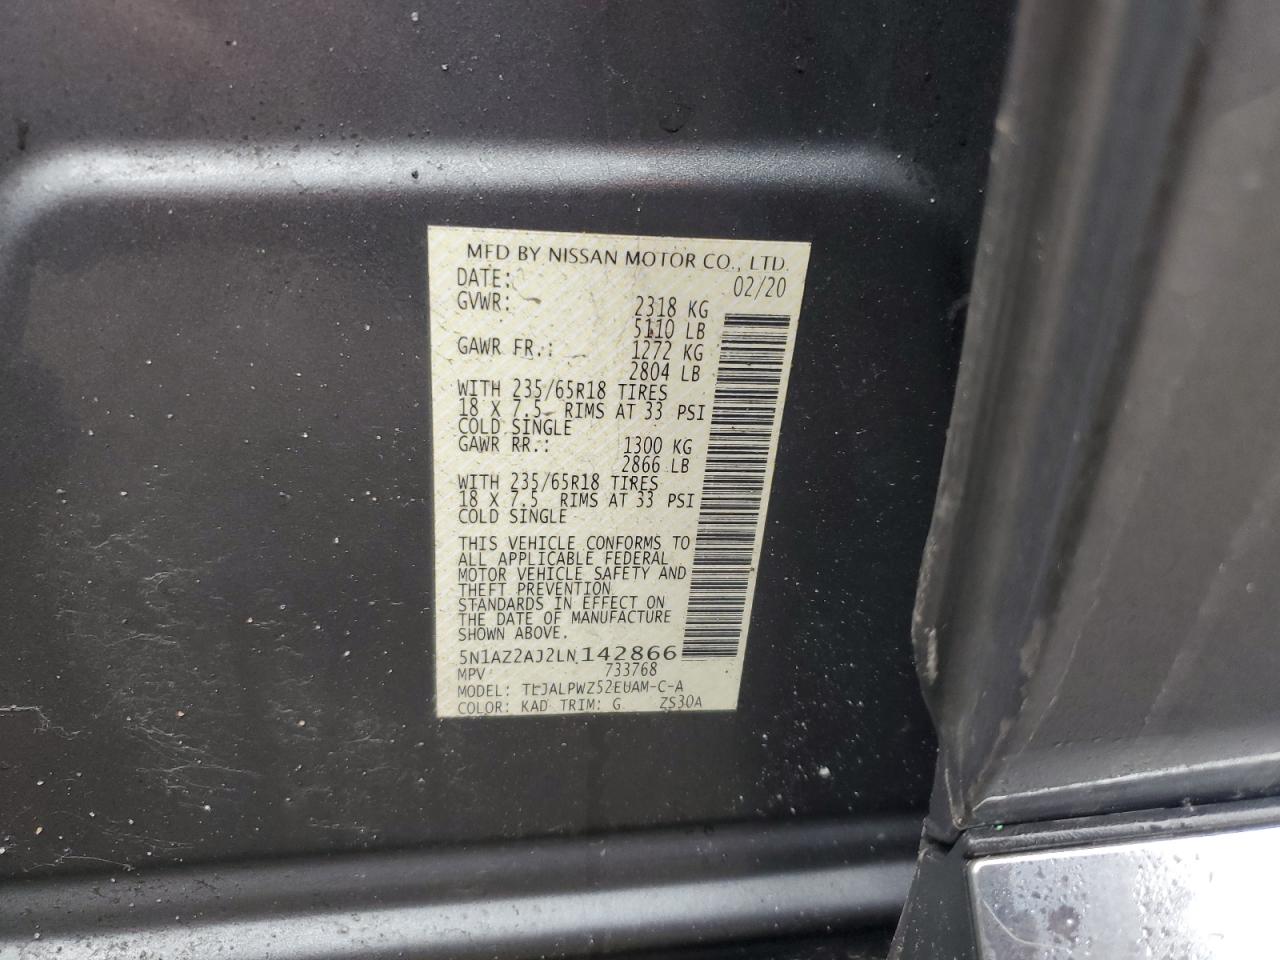 MFD BY NISSAN MOTOR CO., LTD.
DATE: 02/20
GVWR: 2318 KG
5110 LB
GAWR FR.: 1272 KG
2804 LB
WITH 235/65R18 TIRES
18 X 7.5 RIMS AT 33 PSI
COLD SINGLE
GAWR RR.: 1300 KG
2866 LB
WITH 235/65R18 TIRES
18 X 7.5 RIMS AT 33 PSI
COLD SINGLE
THIS VEHICLE CONFORMS TO
ALL APPLICABLE FEDERAL
MOTOR VEHICLE SAFETY AND
THEFT PREVENTION
STANDARDS IN EFFECT ON
THE DATE OF MANUFACTURE
SHOWN ABOVE.
5N1AZ2AJ2LN 142866
MPV 733768
MODEL: TLJALPWZ52EUAM-C-A
COLOR: KAD TRIM: G ZS30A